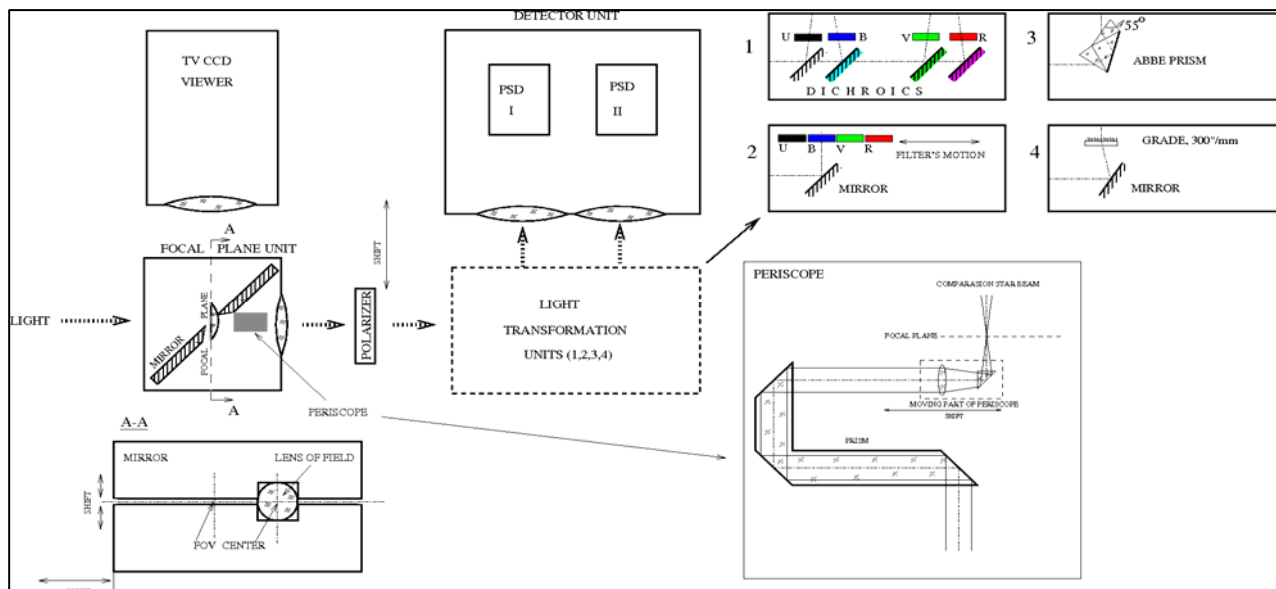 DETECTOR UNIT
TV CCD
VIEWER
PSD
I
PSD
II
1
U
B
V
R
DICHROICS
2
U
B
V
R
FILTER'S MOTION
MIRROR
3
55°
ABBE PRISM
4
GRADE, 300"/mm
MIRROR
A
FOCAL PLANE UNIT
SHIFT
LIGHT
MIRROR
FOCAL PLANE
POLARIZER
LIGHT
TRANSFORMATION
UNITS (1,2,3,4)
A
PERISCOPE
A-A
MIRROR
LENS OF FIELD
SHIFT
FOV CENTER
PERISCOPE
COMPARASION STAR BEAM
FOCAL PLANE
MOVING PART OF PERISCOPE
SHIFT
PRISM